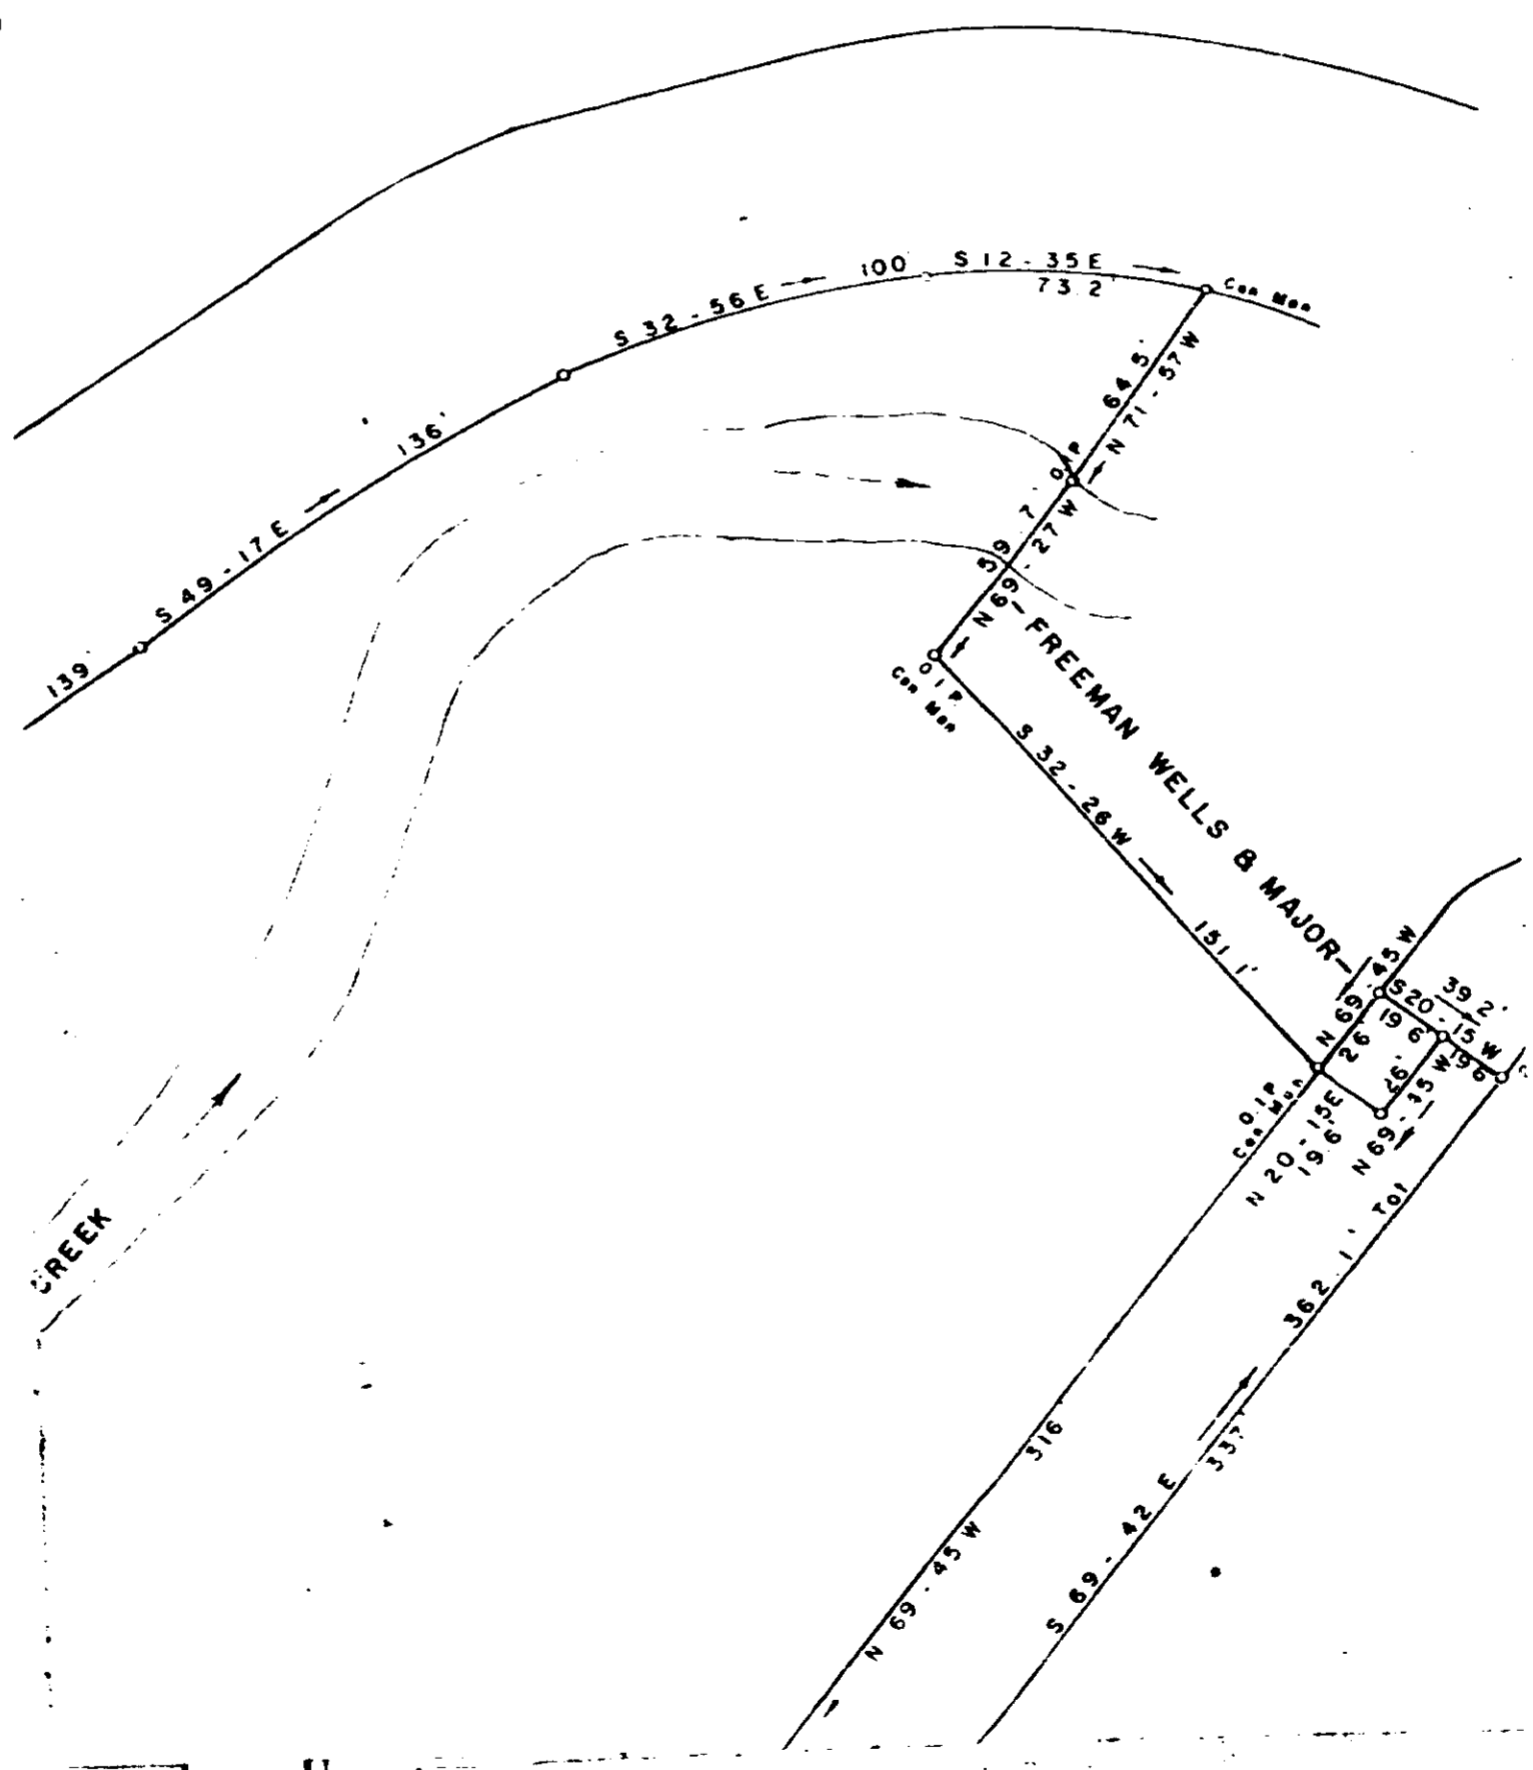 S 12 - 35 E
100'
73.2'
Con Mon
S 32 - 56 E
64.5'
N 71 - 57 W
136'
O.I.P
S 49 - 17 E
59.7'
N 69 - 27 W
139'
O I P
Con Mon
- FREEMAN WELLS & MAJOR -
S 32 - 26 W
151.1'
N 69 - 45 W
26'
S 20 - 15 W
39.2'
19.6'
19.6
26'
N 69 - 45 W
O.I.P
Con Mon
N 20 - 15 E
19.6'
CREEK
362.1' Tot
316'
337'
N 69 - 45 W
S 69 - 42 E